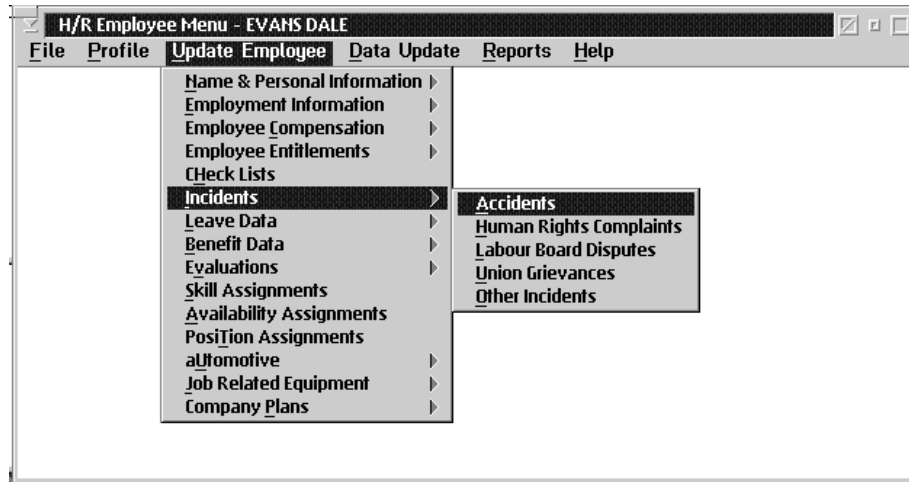 H/R Employee Menu - EVANS DALE
File Profile Update Employee Data Update Reports Help
Name & Personal Information
Employment Information
Employee Compensation
Employee Entitlements
CHeck Lists
Incidents
Leave Data
Benefit Data
Evaluations
Skill Assignments
Availability Assignments
PosiTion Assignments
aUtomotive
Job Related Equipment
Company Plans
Accidents
Human Rights Complaints
Labour Board Disputes
Union Grievances
Other Incidents